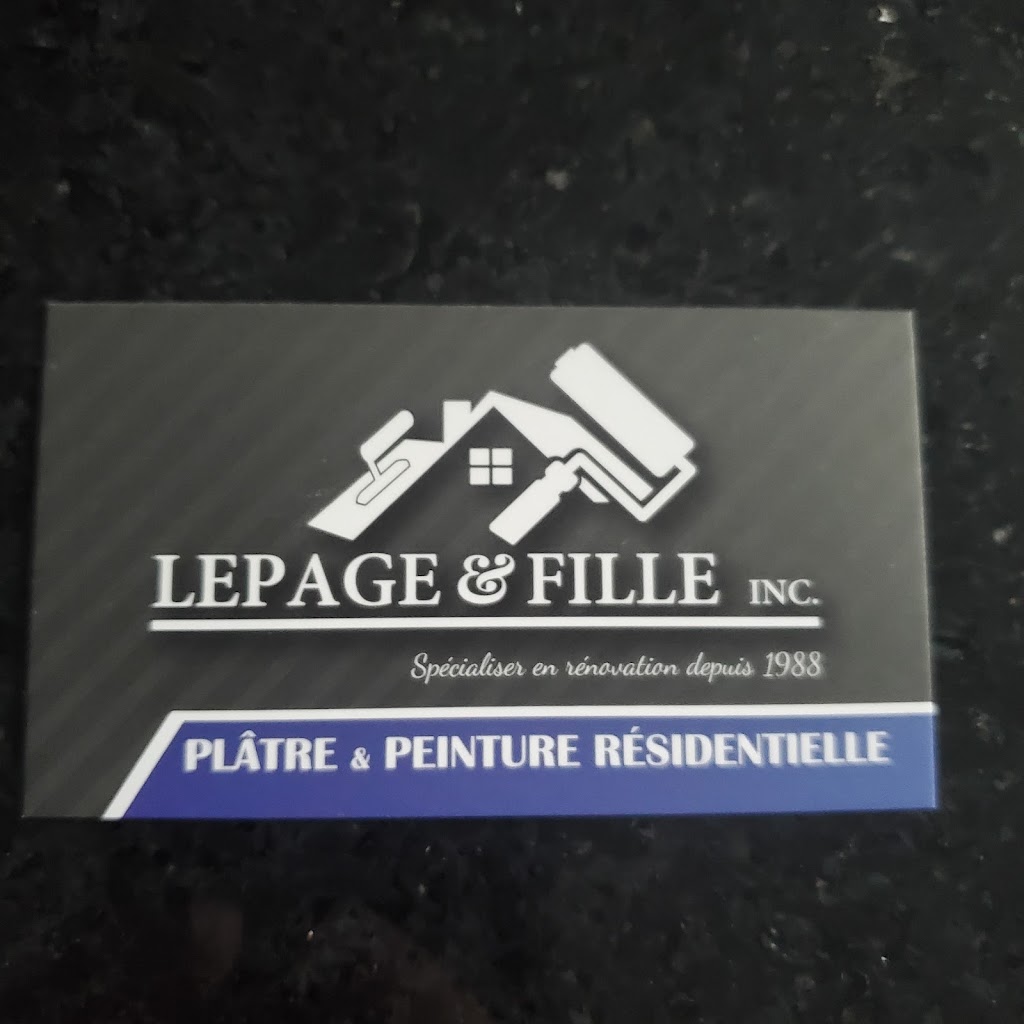 LEPAGE & FILLE INC.
Spécialiser en rénovation depuis 1988
PLÂTRE & PEINTURE RÉSIDENTIELLE